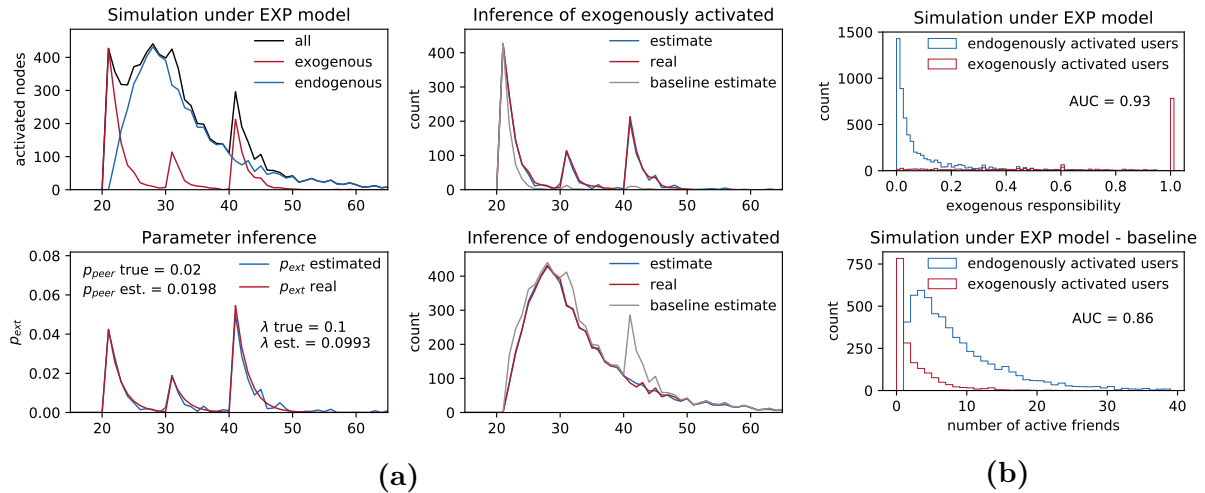 Simulation under EXP model
activated nodes
400
300
200
100
0
20 30 40 50 60
all
exogenous
endogenous
Inference of exogenously activated
count
400
300
200
100
0
20 30 40 50 60
estimate
real
baseline estimate
Parameter inference
p_ext
0.08
0.06
0.04
0.02
0.00
20 30 40 50 60
p_peer true = 0.02
p_peer est. = 0.0198
p_ext estimated
p_ext real
λ true = 0.1
λ est. = 0.0993
Inference of endogenously activated
count
400
300
200
100
0
20 30 40 50 60
estimate
real
baseline estimate
(a)
Simulation under EXP model
count
1500
1000
500
0
0.0 0.2 0.4 0.6 0.8 1.0
exogenous responsibility
endogenously activated users
exogenously activated users
AUC = 0.93
Simulation under EXP model - baseline
count
750
500
250
0
0 10 20 30 40
number of active friends
endogenously activated users
exogenously activated users
AUC = 0.86
(b)